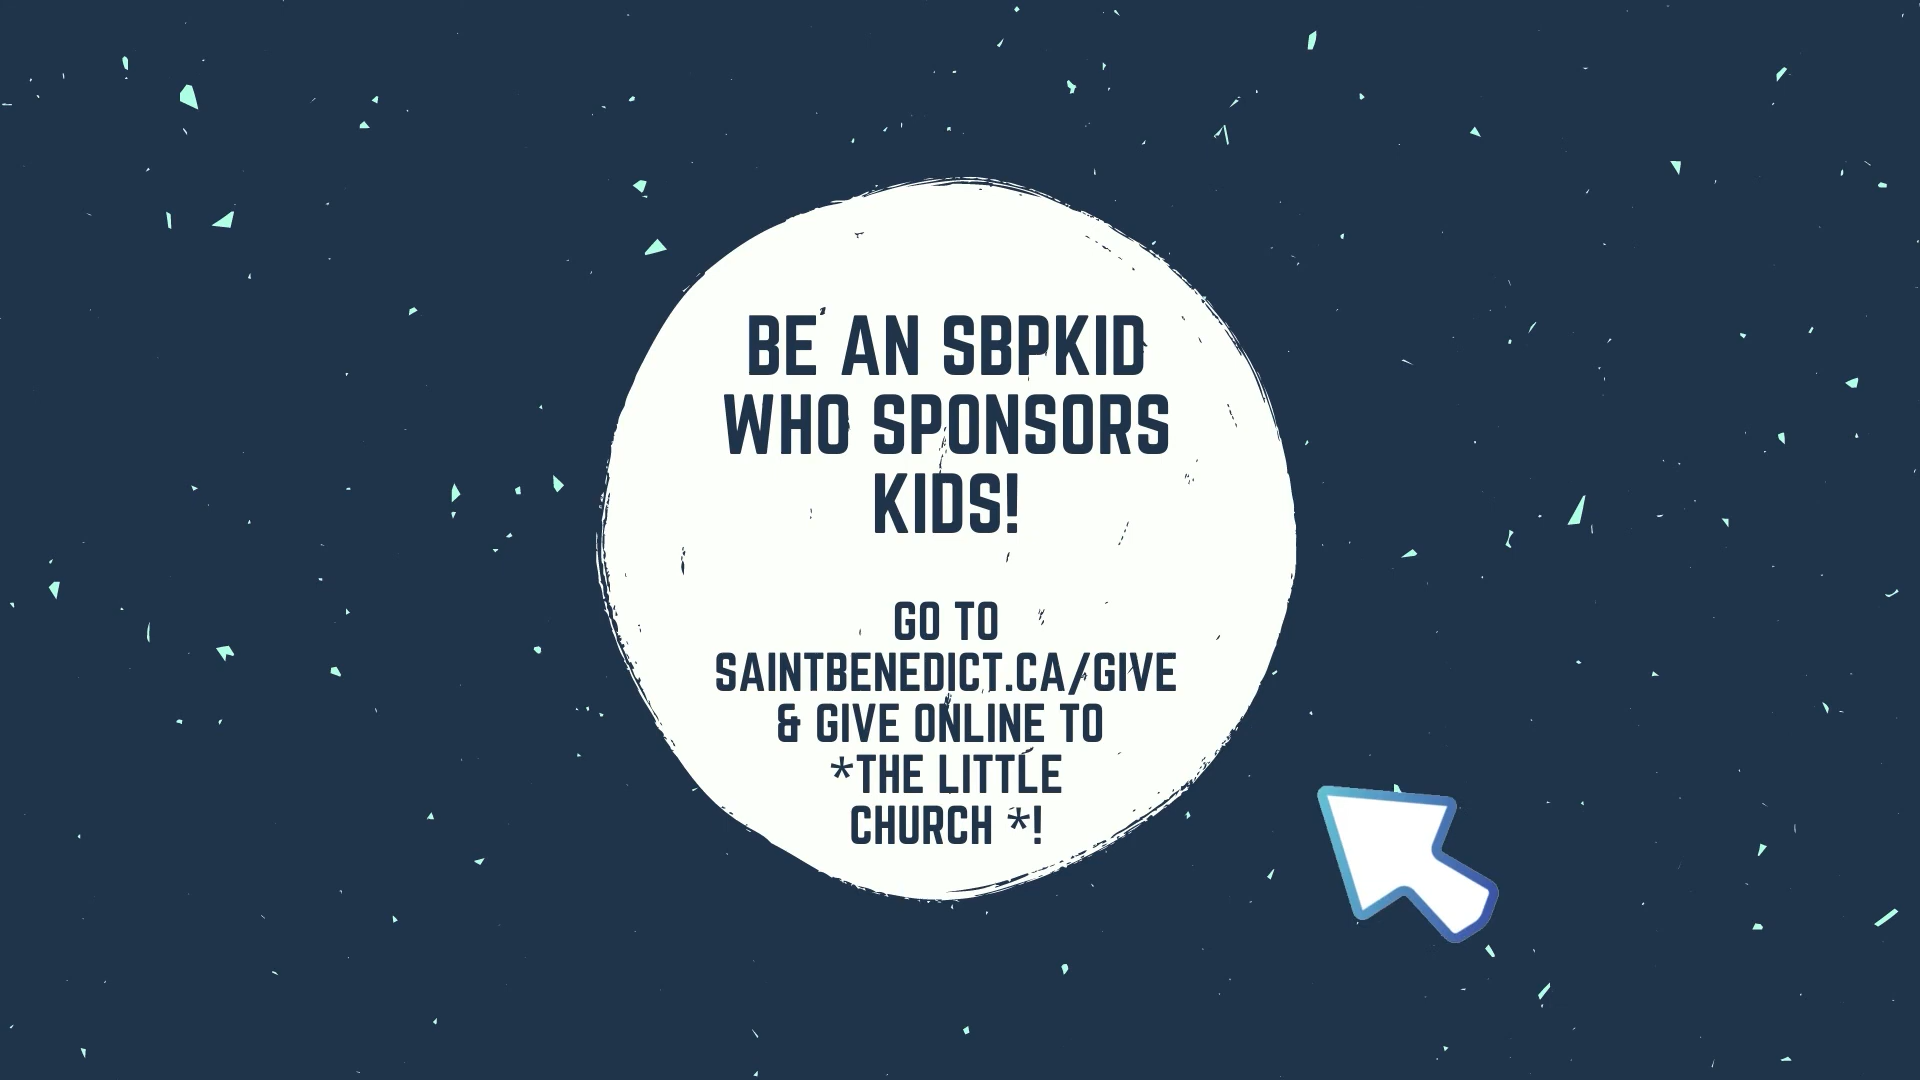 BE AN SBPKID
WHO SPONSORS
KIDS!
GO TO
SAINTBENEDICT.CA/GIVE
& GIVE ONLINE TO
*THE LITTLE
CHURCH *!